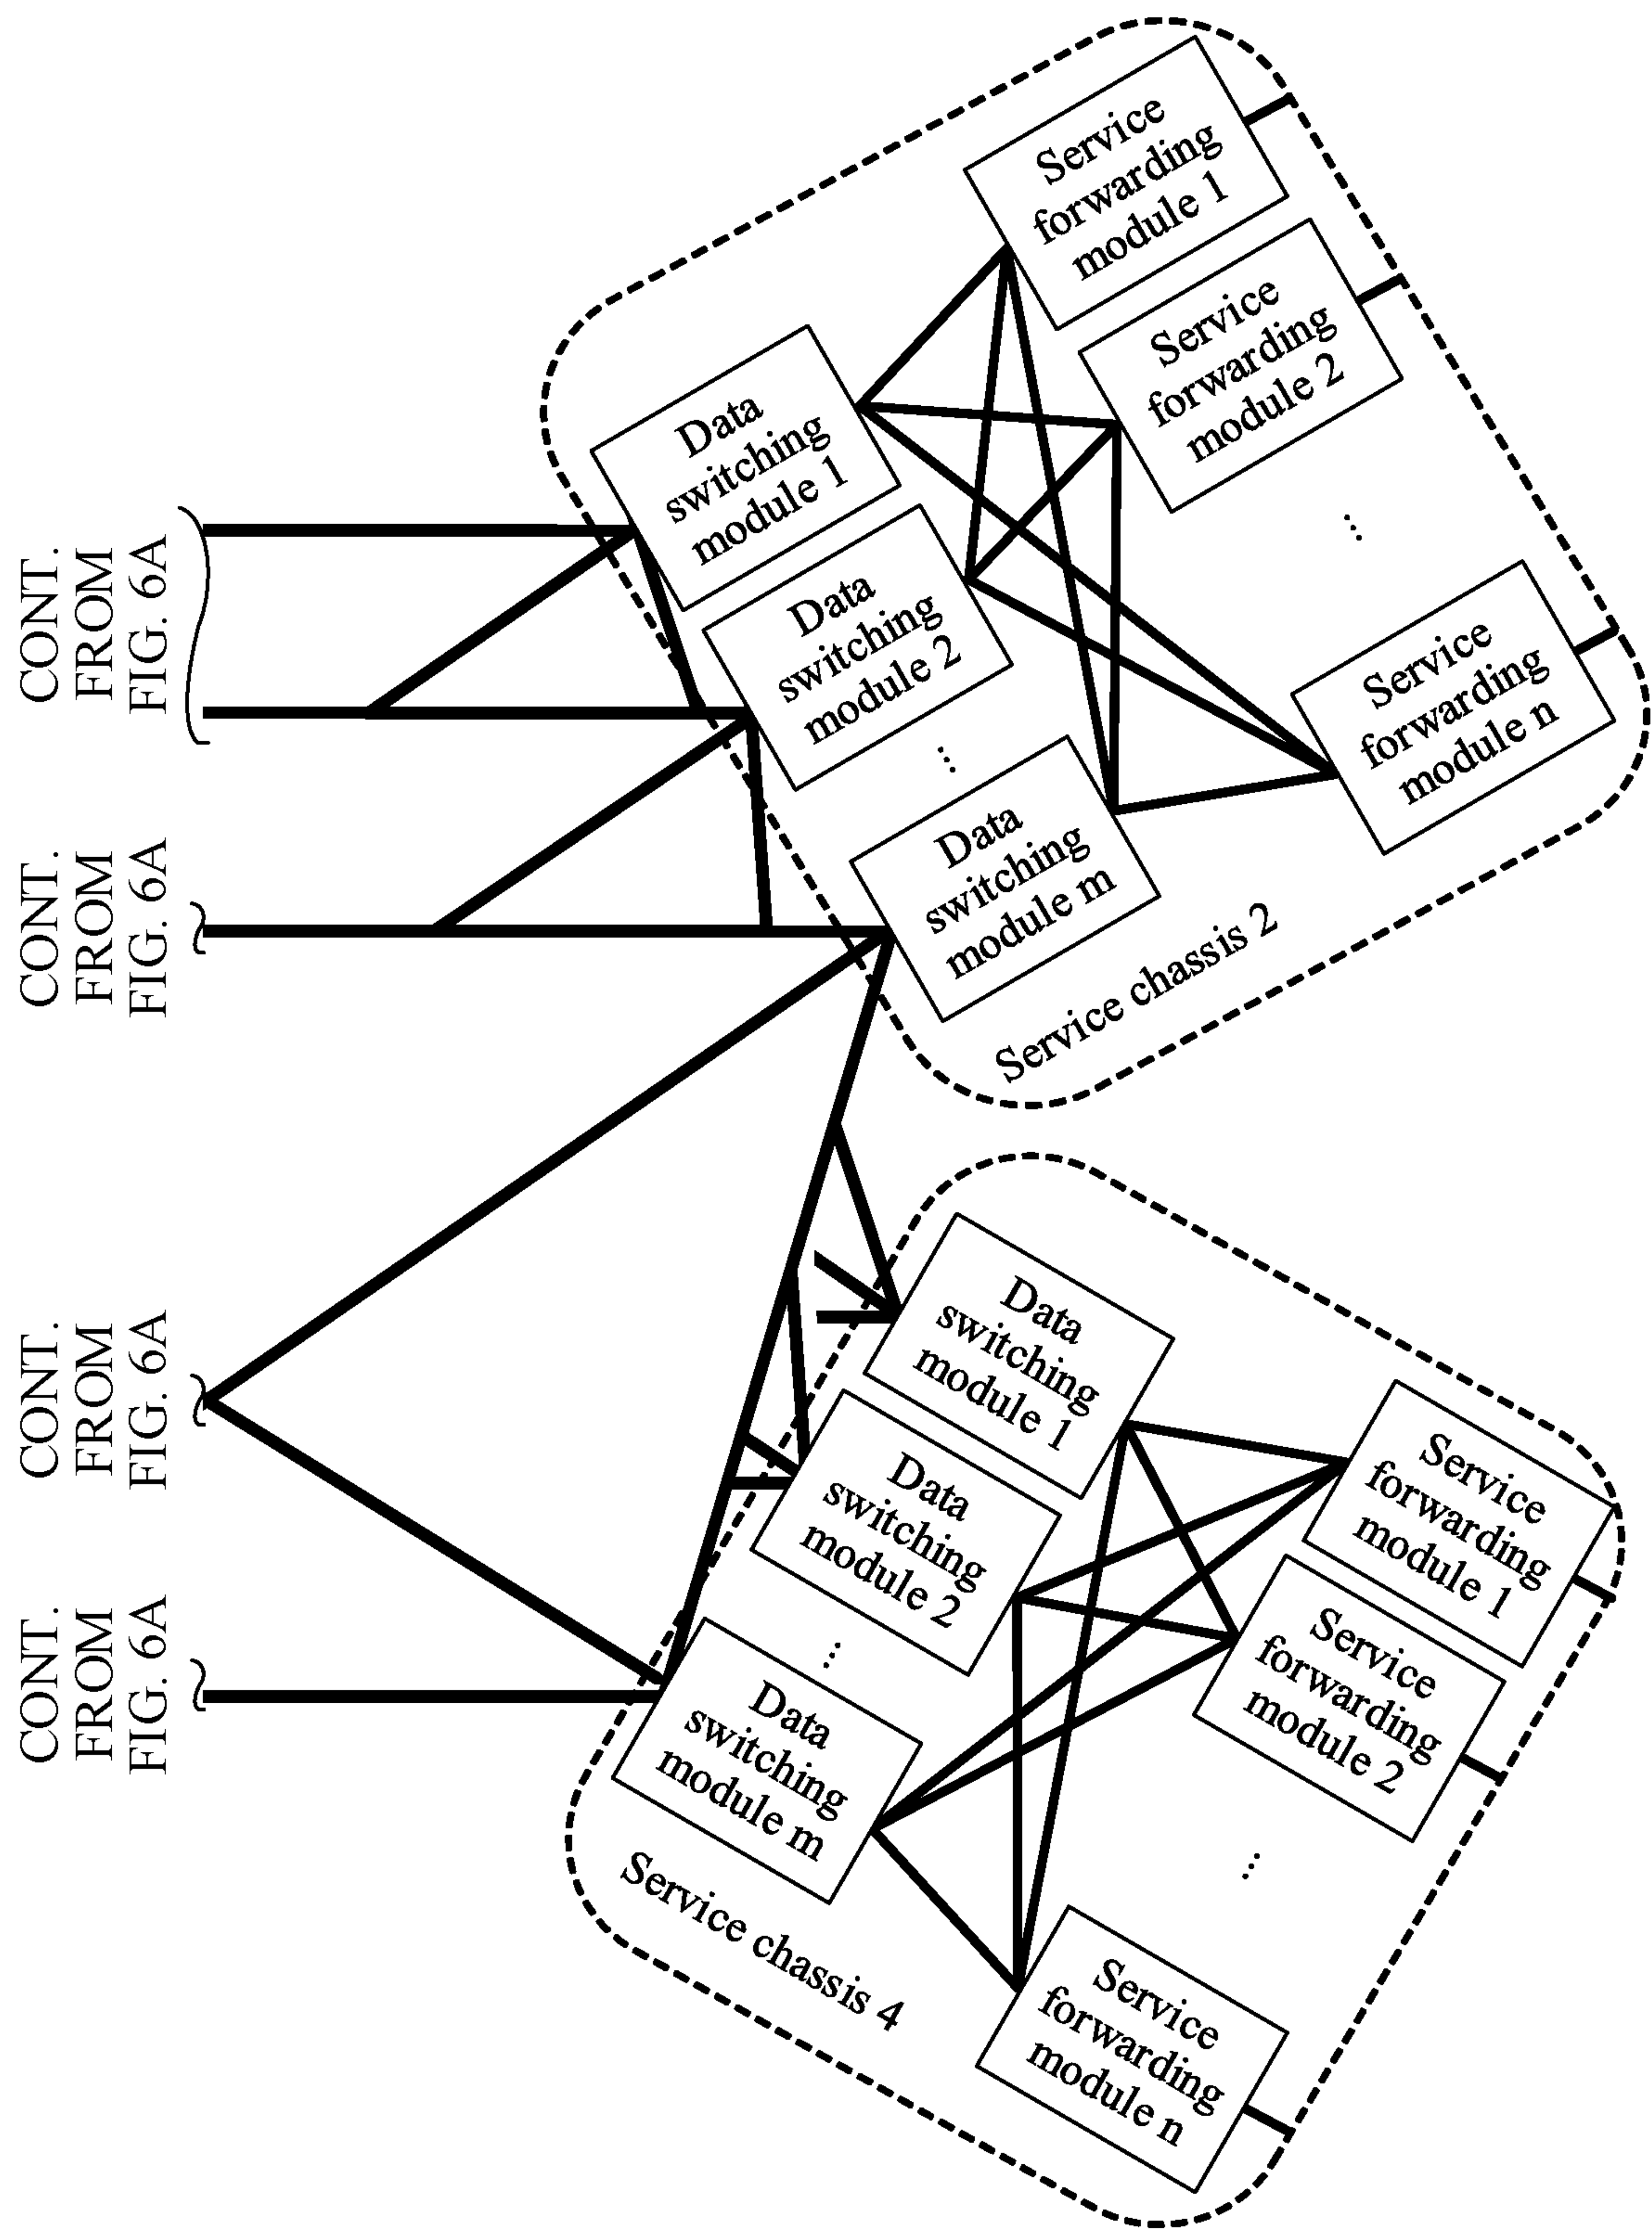 CONT.
FROM
FIG. 6A
CONT.
FROM
FIG. 6A
CONT.
FROM
FIG. 6A
CONT.
FROM
FIG. 6A
Service
forwarding
module 1
Service
forwarding
module 2
...
Service
forwarding
module n
Data
switching
module 1
Data
switching
module 2
...
Data
switching
module m
Service chassis 2
Data
switching
module 1
Data
switching
module 2
...
Data
switching
module m
Service
forwarding
module 1
Service
forwarding
module 2
...
Service
forwarding
module n
Service chassis 4